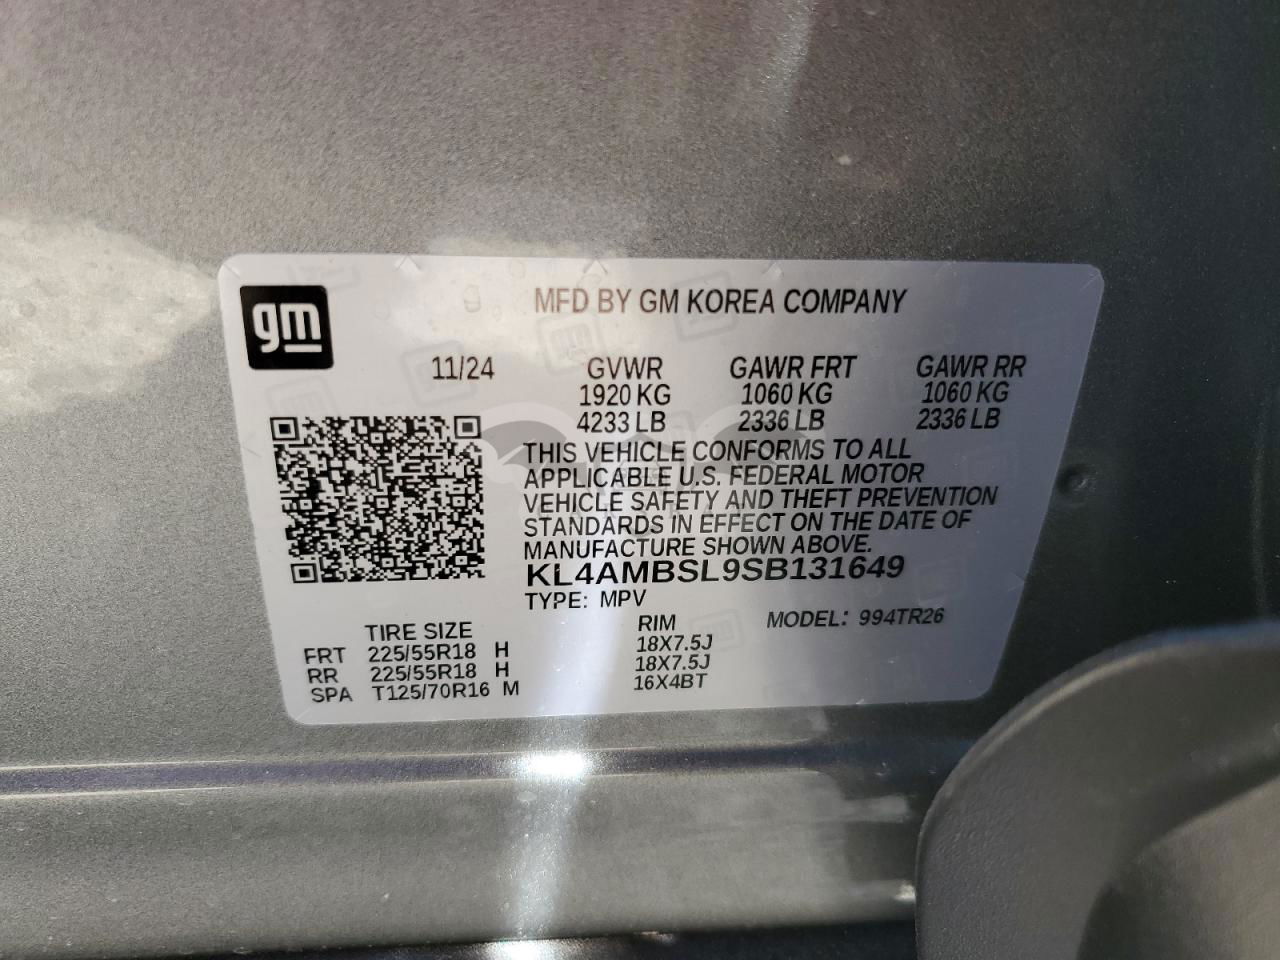 gm
MFD BY GM KOREA COMPANY
11/24 GVWR GAWR FRT GAWR RR
1920 KG 1060 KG 1060 KG
4233 LB 2336 LB 2336 LB
THIS VEHICLE CONFORMS TO ALL
APPLICABLE U.S. FEDERAL MOTOR
VEHICLE SAFETY AND THEFT PREVENTION
STANDARDS IN EFFECT ON THE DATE OF
MANUFACTURE SHOWN ABOVE.
KL4AMBSL9SB131649
TYPE: MPV
TIRE SIZE RIM MODEL: 994TR26
FRT 225/55R18 H 18X7.5J
RR 225/55R18 H 18X7.5J
SPA T125/70R16 M 16X4BT